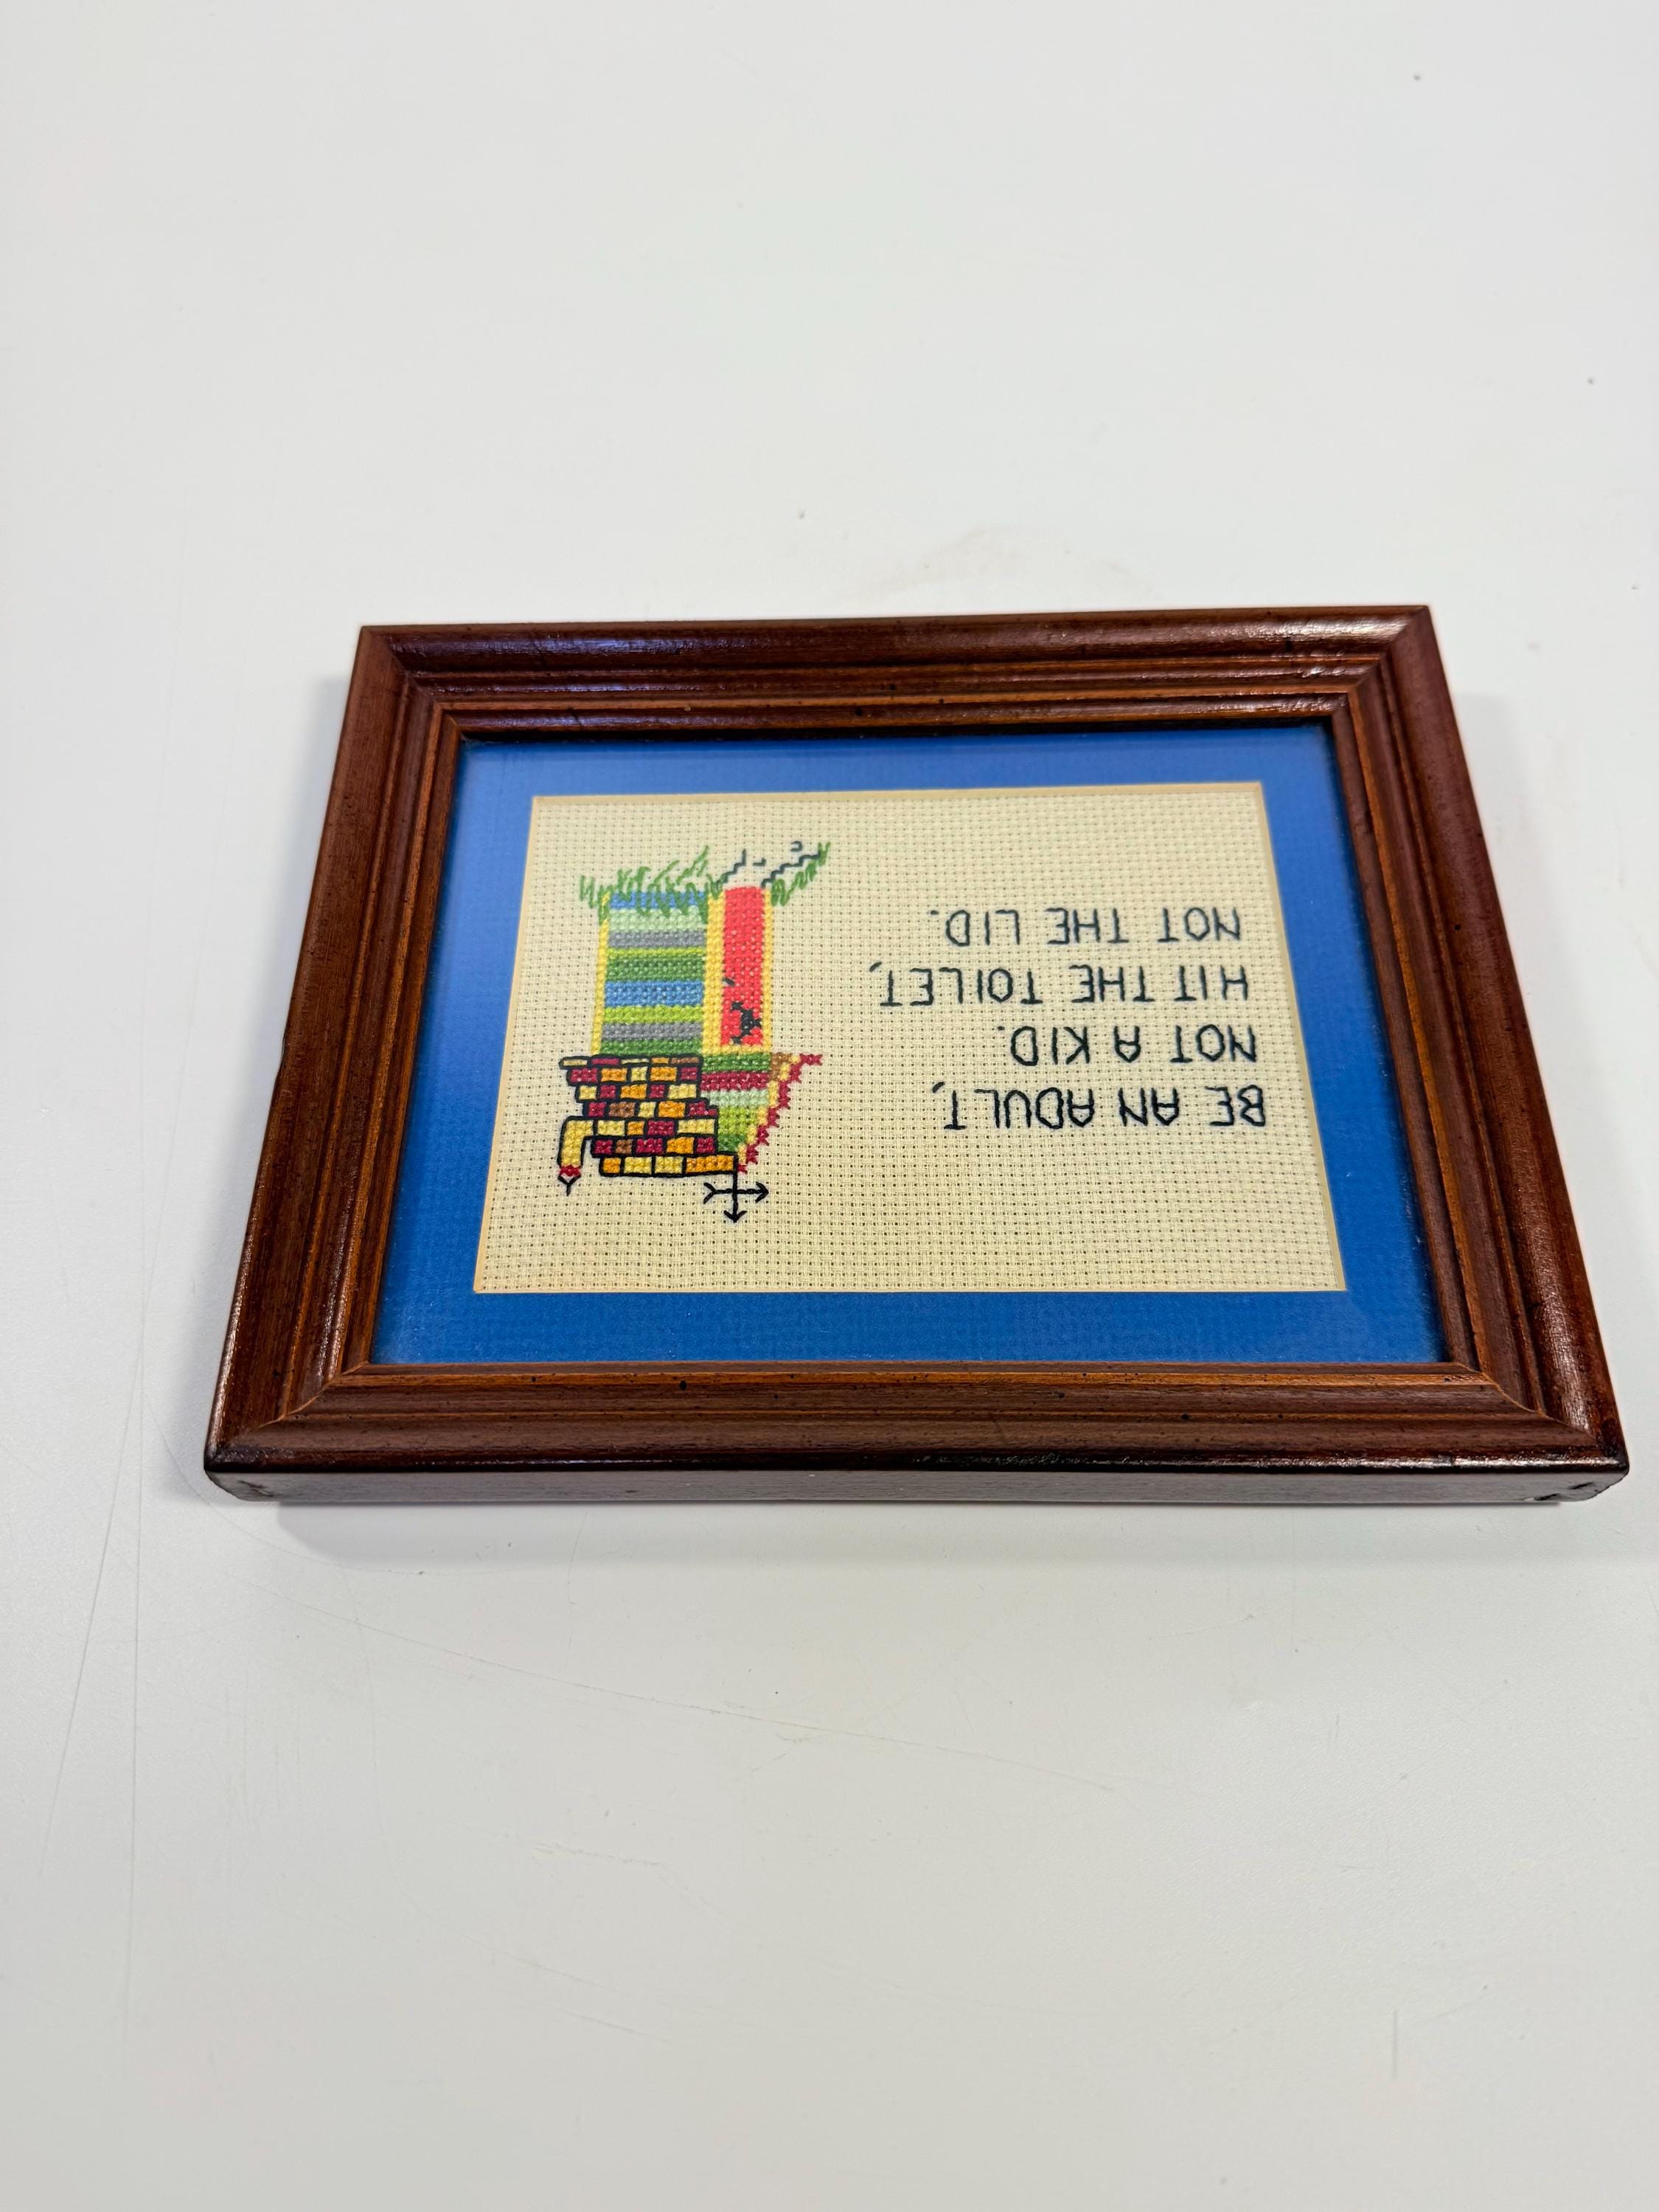 BE AN ADULT,
NOT A KID.
HIT THE TOILET,
NOT THE LID.